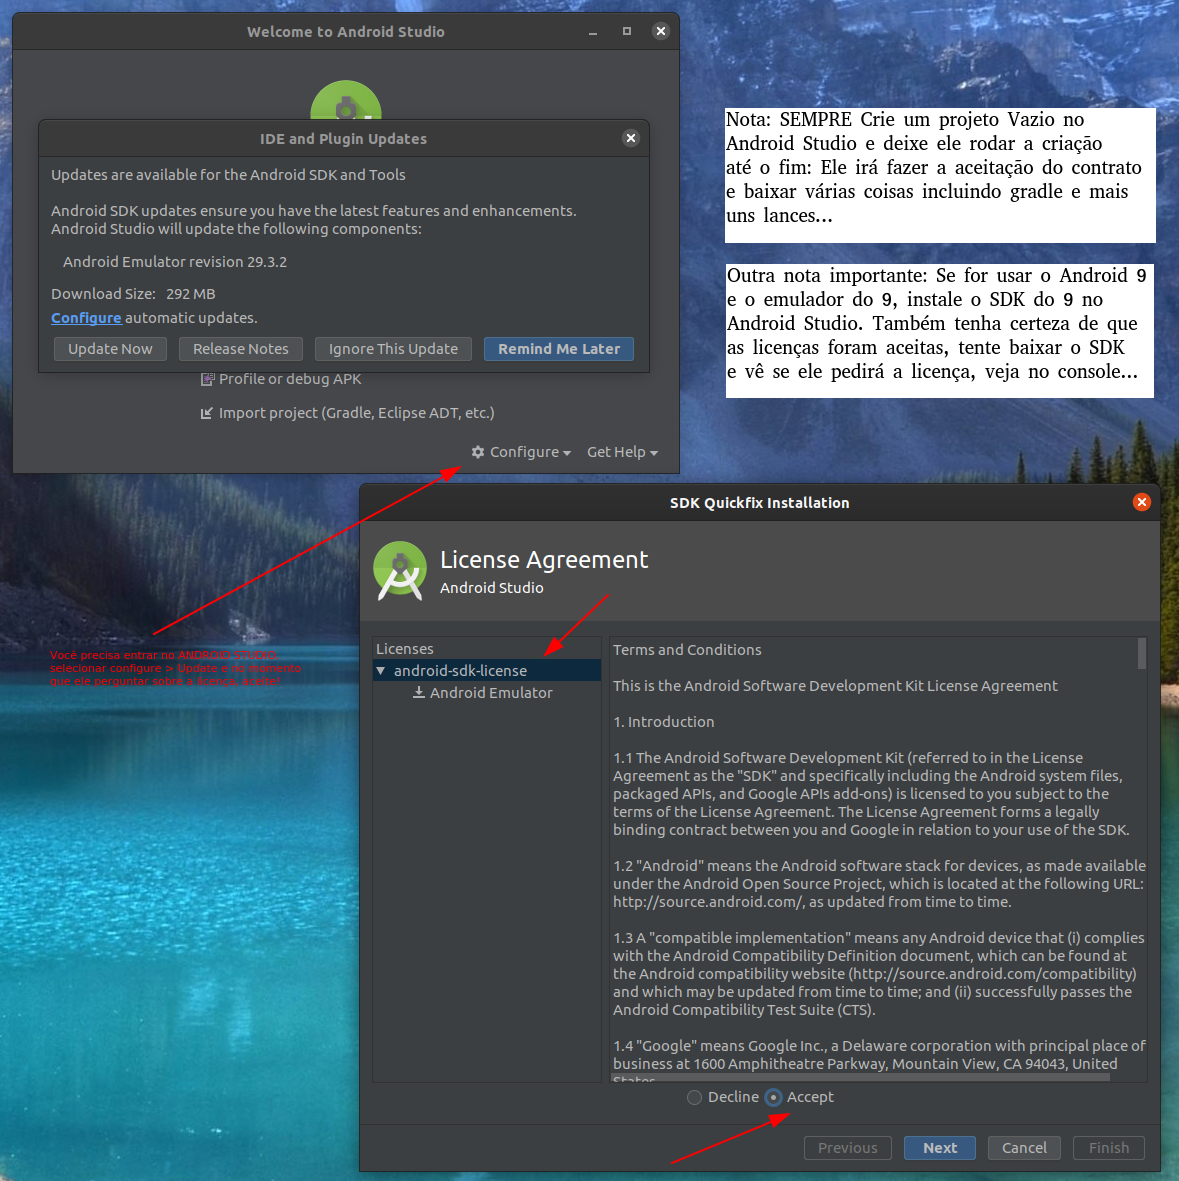 Welcome to Android Studio
IDE and Plugin Updates
Updates are available for the Android SDK and Tools
Android SDK updates ensure you have the latest features and enhancements.
Android Studio will update the following components:
Android Emulator revision 29.3.2
Download Size: 292 MB
Configure automatic updates.
Update Now
Release Notes
Ignore This Update
Remind Me Later
Profile or debug APK
Import project (Gradle, Eclipse ADT, etc.)
Configure
Get Help
Nota: SEMPRE Crie um projeto Vazio no
Android Studio e deixe ele rodar a criação
até o fim: Ele irá fazer a aceitação do contrato
e baixar várias coisas incluindo gradle e mais
uns lances...
Outra nota importante: Se for usar o Android 9
e o emulador do 9, instale o SDK do 9 no
Android Studio. Também tenha certeza de que
as licenças foram aceitas, tente baixar o SDK
e vê se ele pedirá a licença, veja no console...
Você precisa entrar no ANDROID STUDIO
selecionar configure > Update e no momento
que ele perguntar sobre a licença, aceite!
SDK Quickfix Installation
License Agreement
Android Studio
Licenses
android-sdk-license
Android Emulator
Terms and Conditions
This is the Android Software Development Kit License Agreement
1. Introduction
1.1 The Android Software Development Kit (referred to in the License
Agreement as the "SDK" and specifically including the Android system files,
packaged APIs, and Google APIs add-ons) is licensed to you subject to the
terms of the License Agreement. The License Agreement forms a legally
binding contract between you and Google in relation to your use of the SDK.
1.2 "Android" means the Android software stack for devices, as made available
under the Android Open Source Project, which is located at the following URL:
http://source.android.com/, as updated from time to time.
1.3 A "compatible implementation" means any Android device that (i) complies
with the Android Compatibility Definition document, which can be found at
the Android compatibility website (http://source.android.com/compatibility)
and which may be updated from time to time; and (ii) successfully passes the
Android Compatibility Test Suite (CTS).
1.4 "Google" means Google Inc., a Delaware corporation with principal place of
business at 1600 Amphitheatre Parkway, Mountain View, CA 94043, United
States.
Decline
Accept
Previous
Next
Cancel
Finish